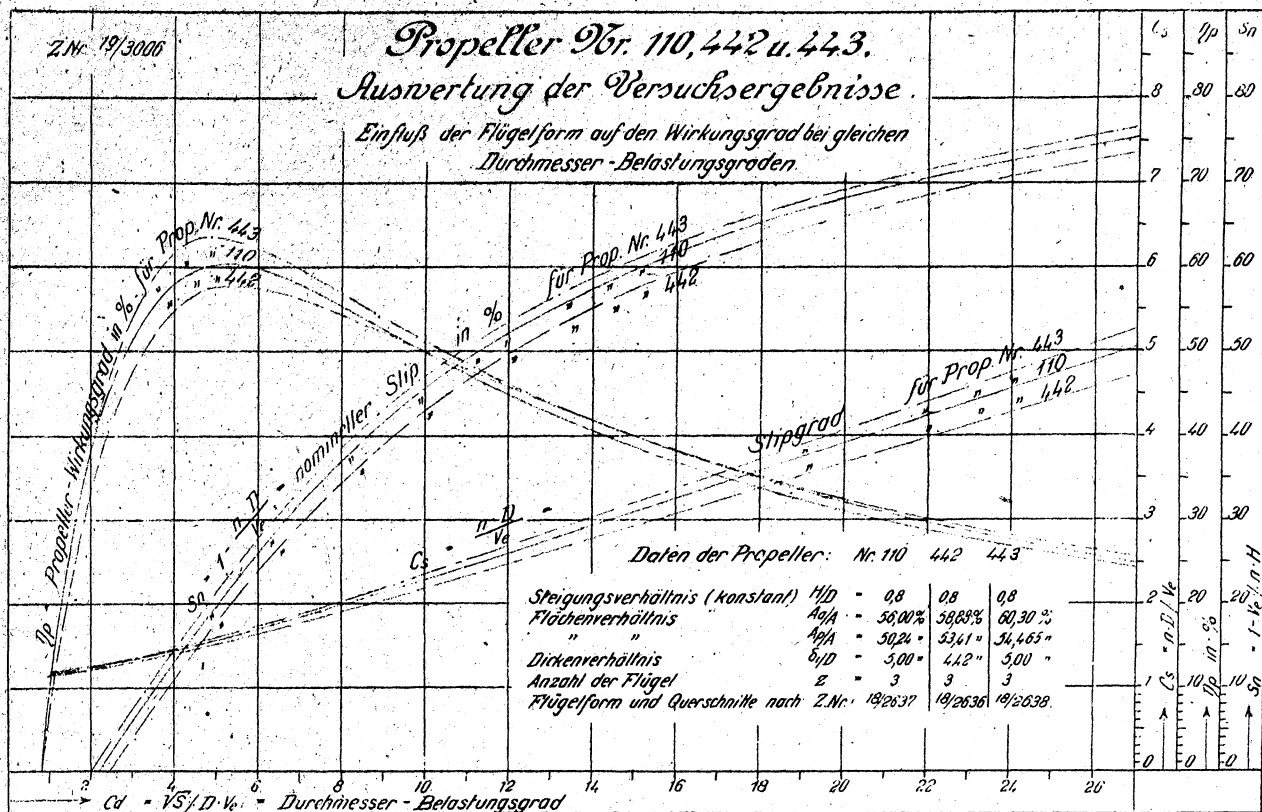 Z.Nr. 19/3006
Propeller Nr. 110, 442 u. 443.
Auswertung der Versuchsergebnisse.
Einfluß der Flügelform auf den Wirkungsgrad bei gleichen
Durchmesser-Belastungsgraden
Cs ηp Sn
8 80 80
7 70 70
6 60 60
5 50 50
4 40 40
3 30 30
2 20 20
1 10 10
0 0 0
Cs = n·D/Ve
ηp in %
Sn = 1-Ve/n·H
ηp = Propeller-Wirkungsgrad in % für Prop. Nr. 443
" " " 110
" " " 442
nomineller Slip in % für Prop. Nr. 443
" " " 110
" " " 442
Cs = n·D/Ve = Slipgrad für Prop. Nr. 443
" " " 110
" " " 442
Daten der Propeller: Nr. 110 442 443
Steigungsverhältnis (konstant) H/D = 0,8 0,8 0,8
Flächenverhältnis Aa/A = 56,00% 58,88% 60,30%
" " Ap/A = 50,24 " 53,41 " 54,465 "
Dickenverhältnis δ1/D = 5,00 " 4,42 " 5,00 "
Anzahl der Flügel z = 3 3 3
Flügelform und Querschnitte nach Z.Nr. 18/2637 18/2636 18/2638
2 4 6 8 10 12 14 16 18 20 22 24 26
Cd = √S/D·Ve = Durchmesser-Belastungsgrad